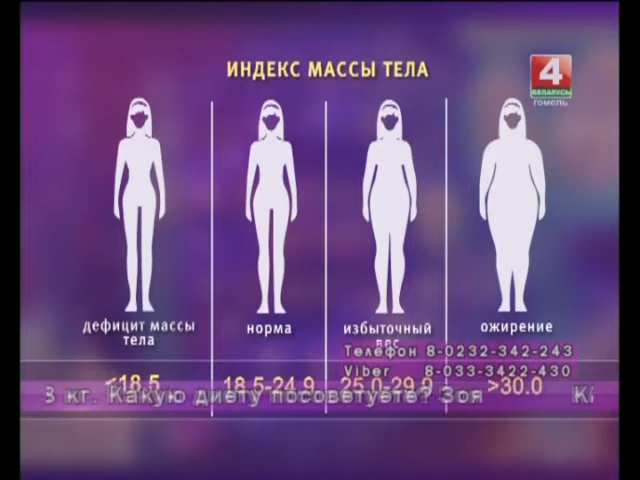 ИНДЕКС МАССЫ ТЕЛА
4
БЕЛАРУСЬ
ГОМЕЛЬ
дефицит массы
тела
норма
избыточный
вес
ожирение
Телефон 8-0232-342-243
Viber 8-033-3422-430
<18.5
18.5-24.9
25.0-29.9
>30.0
кг. Какую диету посоветуете? Зоя